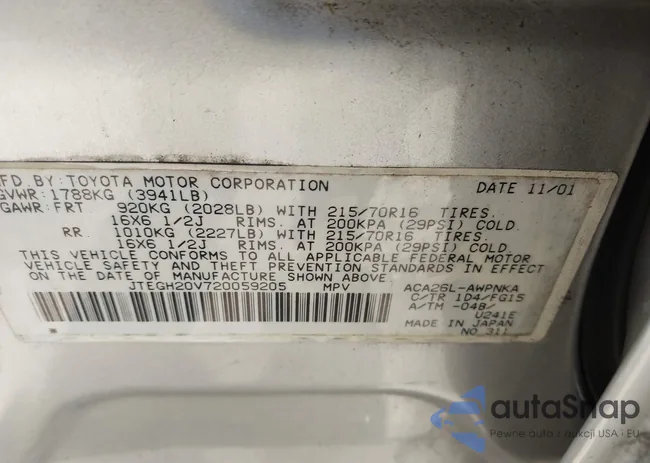 MFD. BY: TOYOTA MOTOR CORPORATION DATE 11/01
GVWR: 1788KG (3941LB)
GAWR: FRT 920KG (2028LB) WITH 215/70R16 TIRES.
16X6 1/2J RIMS. AT 200KPA (29PSI) COLD.
RR. 1010KG (2227LB) WITH 215/70R16 TIRES.
16X6 1/2J RIMS. AT 200KPA (29PSI) COLD.
THIS VEHICLE CONFORMS TO ALL APPLICABLE FEDERAL MOTOR
VEHICLE SAFETY AND THEFT PREVENTION STANDARDS IN EFFECT
ON THE DATE OF MANUFACTURE SHOWN ABOVE.
JTEGH20V720059205 MPV ACA26L-AWPNKA
C/TR 1D4/FG15
A/TM -04B/
U241E
MADE IN JAPAN
NO.311
autaSnap
Pewne auta z aukcji USA i EU